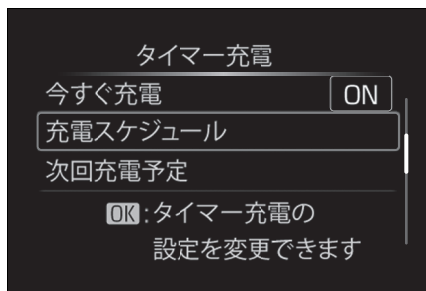 タイマー充電
今すぐ充電 ON
充電スケジュール
次回充電予定
OK:タイマー充電の
設定を変更できます